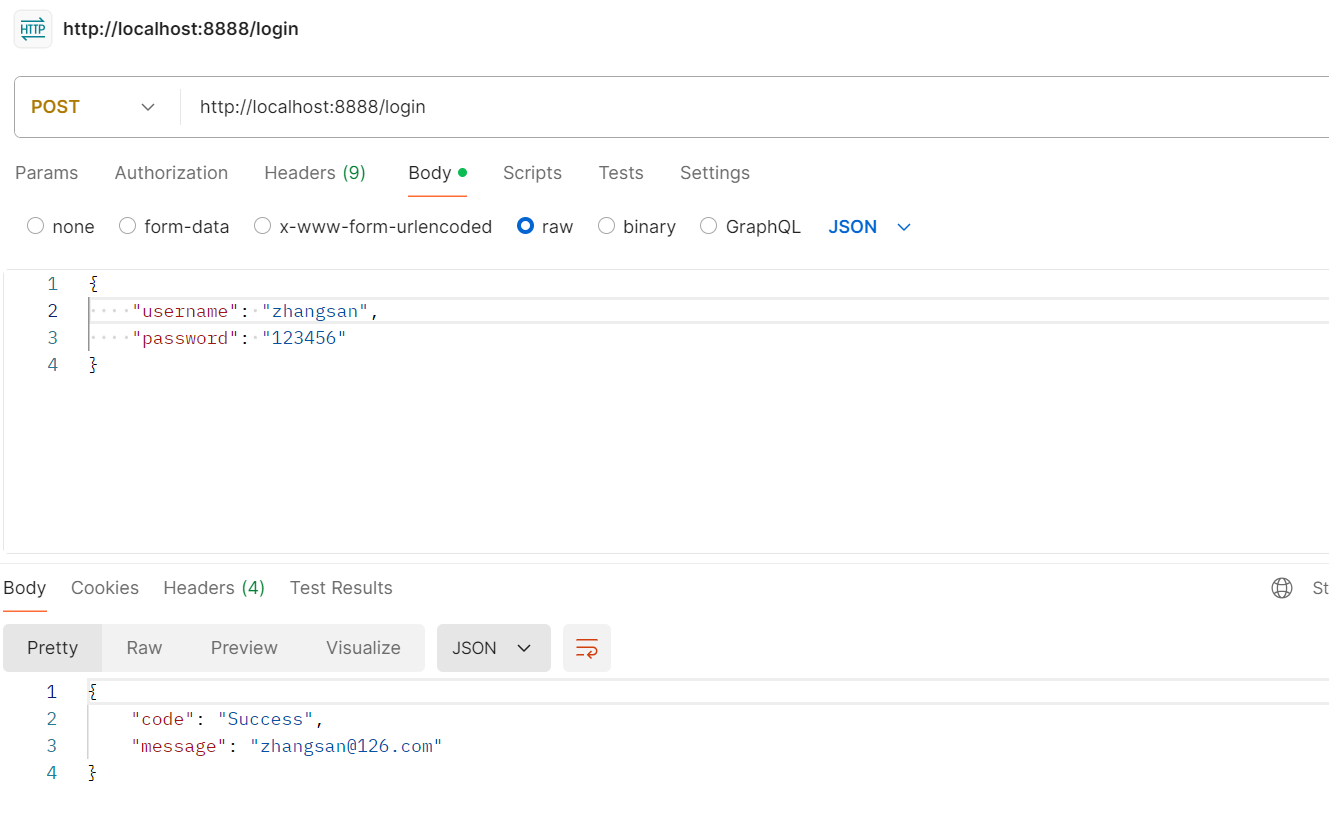 HTTP http://localhost:8888/login
POST http://localhost:8888/login
Params Authorization Headers (9) Body Scripts Tests Settings
none form-data x-www-form-urlencoded raw binary GraphQL JSON
1 {
2 "username": "zhangsan",
3 "password": "123456"
4 }
Body Cookies Headers (4) Test Results St
Pretty Raw Preview Visualize JSON
1 {
2 "code": "Success",
3 "message": "zhangsan@126.com"
4 }